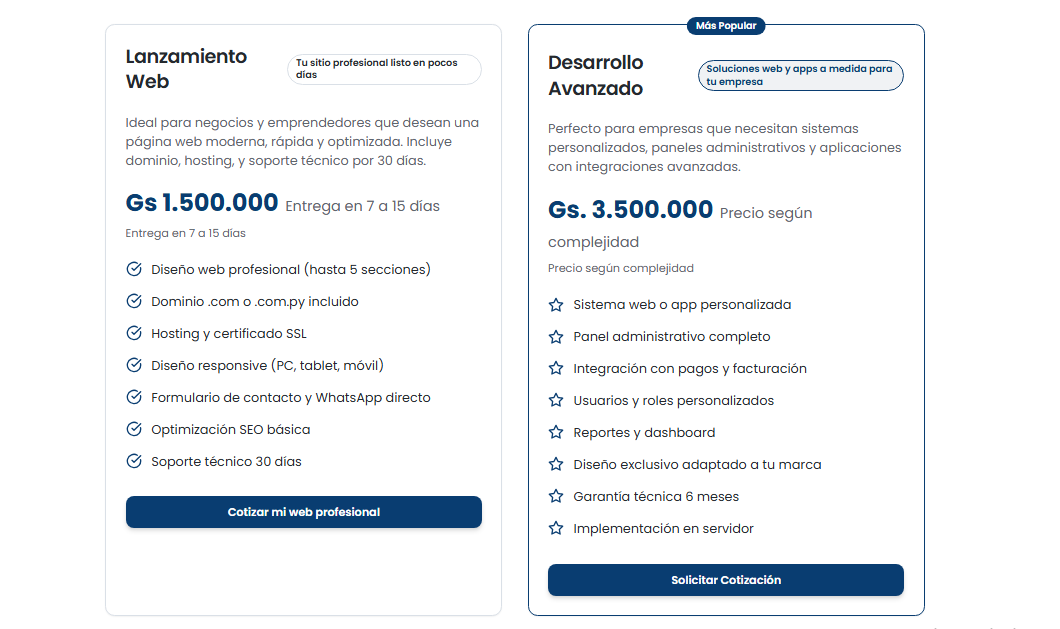 Lanzamiento
Web
Tu sitio profesional listo en pocos
días
Ideal para negocios y emprendedores que desean una
página web moderna, rápida y optimizada. Incluye
dominio, hosting, y soporte técnico por 30 días.
Gs 1.500.000 Entrega en 7 a 15 días
Entrega en 7 a 15 días
Diseño web profesional (hasta 5 secciones)
Dominio .com o .com.py incluido
Hosting y certificado SSL
Diseño responsive (PC, tablet, móvil)
Formulario de contacto y WhatsApp directo
Optimización SEO básica
Soporte técnico 30 días
Cotizar mi web profesional
Más Popular
Desarrollo
Avanzado
Soluciones web y apps a medida para
tu empresa
Perfecto para empresas que necesitan sistemas
personalizados, paneles administrativos y aplicaciones
con integraciones avanzadas.
Gs. 3.500.000 Precio según
complejidad
Precio según complejidad
Sistema web o app personalizada
Panel administrativo completo
Integración con pagos y facturación
Usuarios y roles personalizados
Reportes y dashboard
Diseño exclusivo adaptado a tu marca
Garantía técnica 6 meses
Implementación en servidor
Solicitar Cotización